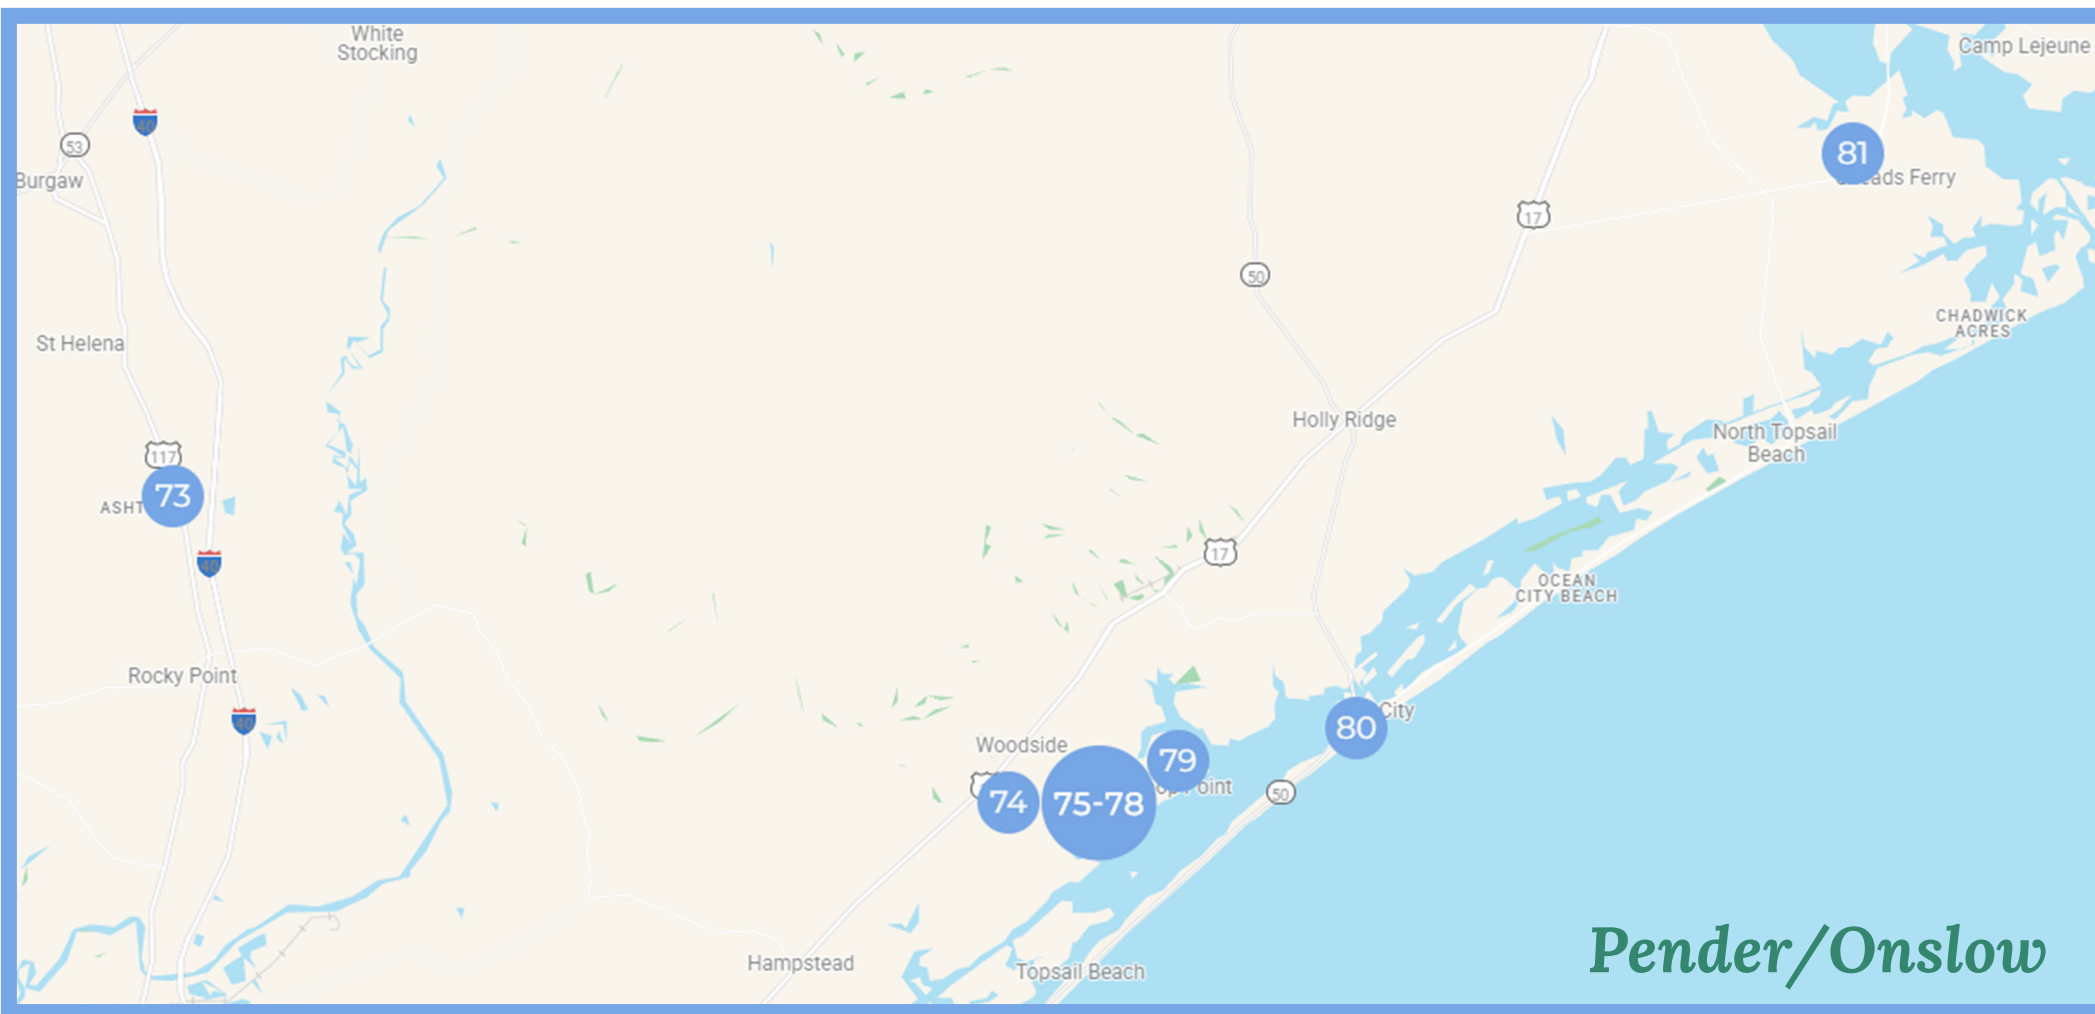 White
Stocking
Camp Lejeune
40
53
81
Burgaw
ads Ferry
17
50
CHADWICK
ACRES
St Helena
Holly Ridge
North Topsail
Beach
117
73
ASHT
17
40
OCEAN
CITY BEACH
Rocky Point
City
40
80
Woodside
79
oint
50
74
75-78
Pender/Onslow
Hampstead
Topsail Beach